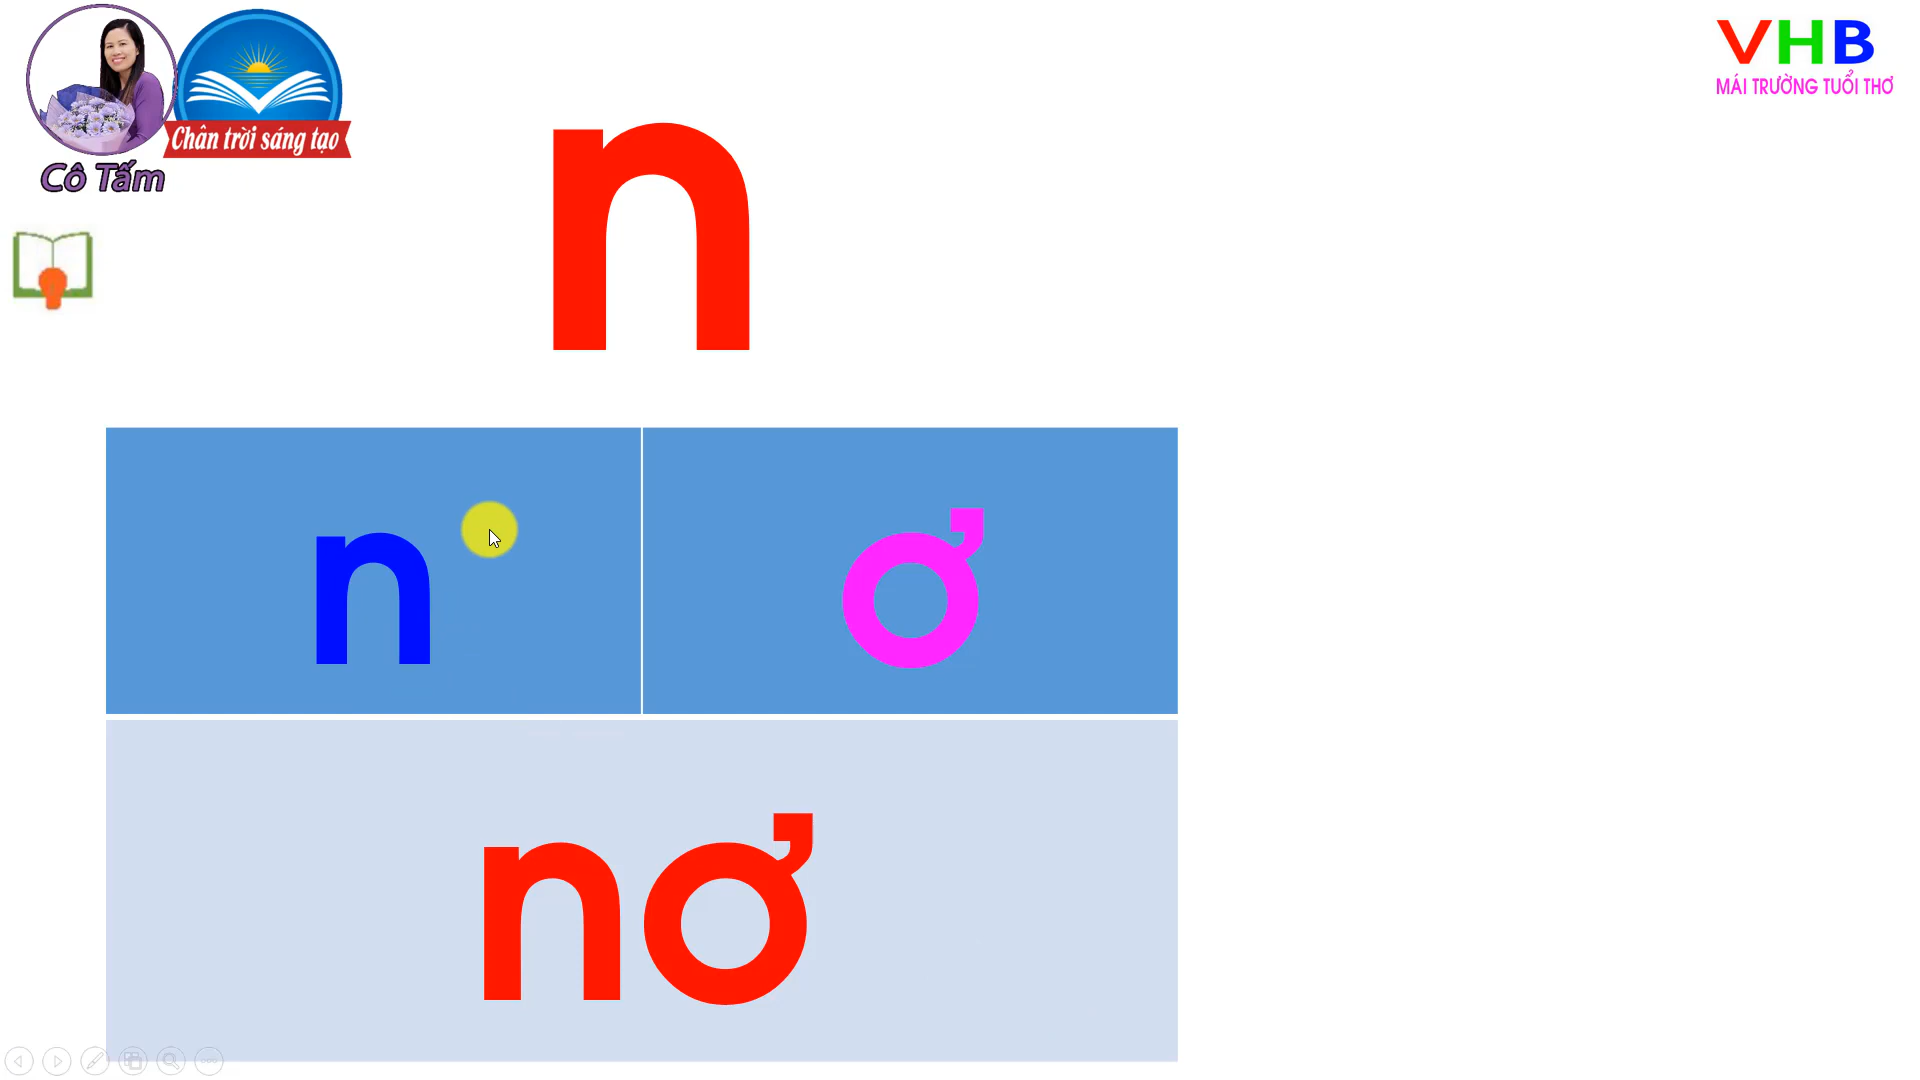 Chân trời sáng tạo
Cô Tấm
VHB
MÁI TRƯỜNG TUỔI THƠ
n
n
ơ
nơ